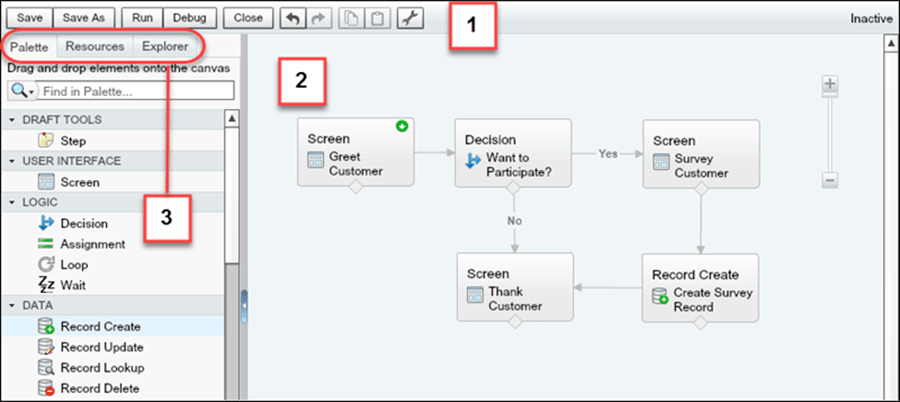 Save Save As Run Debug Close Inactive
1
Palette Resources Explorer
Drag and drop elements onto the canvas
Find in Palette...
DRAFT TOOLS
Step
USER INTERFACE
Screen
LOGIC
Decision
Assignment
Loop
Wait
DATA
Record Create
Record Update
Record Lookup
Record Delete
3
2
Screen
Greet
Customer
Decision
Want to
Participate?
Yes
Screen
Survey
Customer
No
Screen
Thank
Customer
Record Create
Create Survey
Record